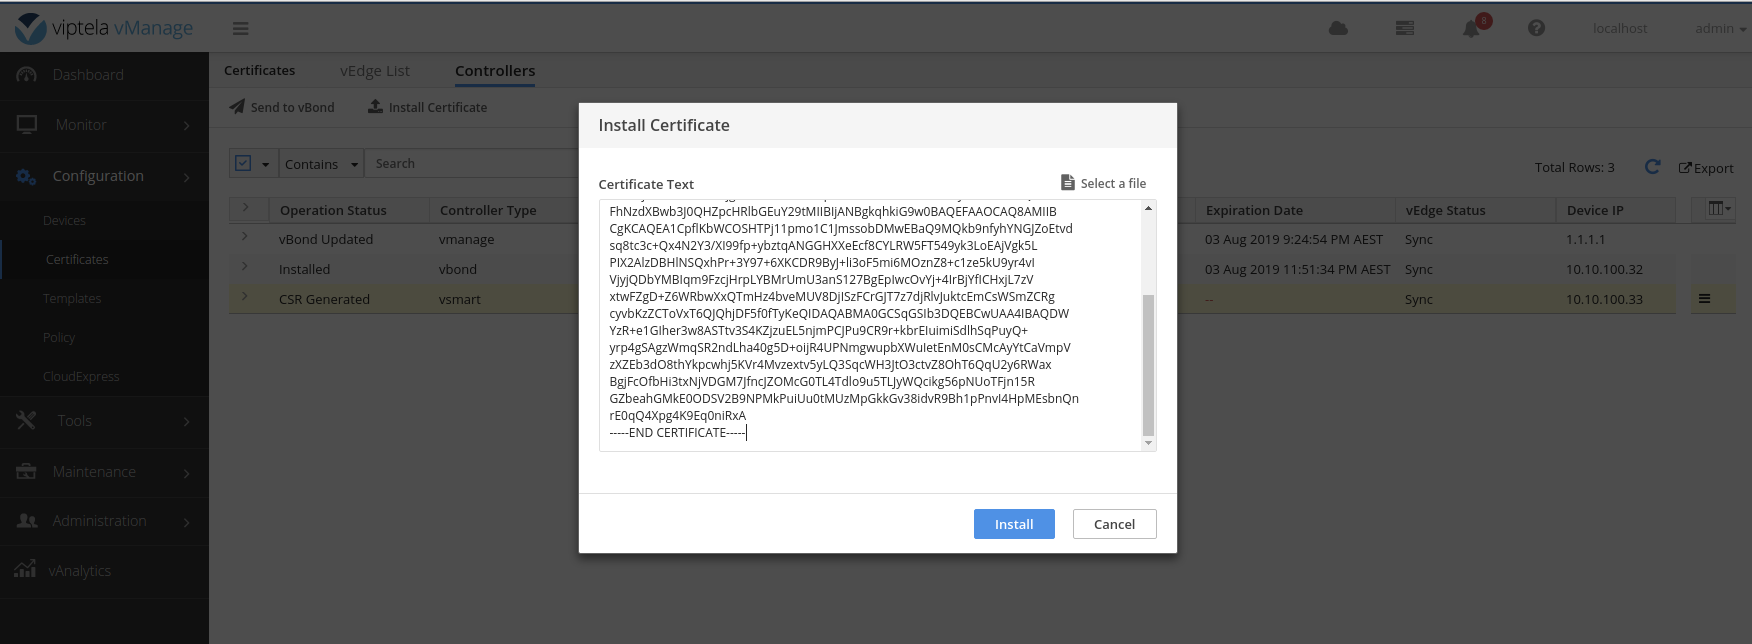 viptela vManage
8
localhost
admin
Dashboard
Monitor
Configuration
Devices
Certificates
Templates
Policy
CloudExpress
Tools
Maintenance
Administration
vAnalytics
Certificates
vEdge List
Controllers
Send to vBond
Install Certificate
Contains
Search
Total Rows: 3
Export
Operation Status
Controller Type
Expiration Date
vEdge Status
Device IP
vBond Updated
vmanage
03 Aug 2019 9:24:54 PM AEST
Sync
1.1.1.1
Installed
vbond
03 Aug 2019 11:51:34 PM AEST
Sync
10.10.100.32
CSR Generated
vsmart
--
Sync
10.10.100.33
Install Certificate
Certificate Text
Select a file
FhNzdXBwb3J0QHZpcHRlbGEuY29tMIIBIjANBgkqhkiG9w0BAQEFAAOCAQ8AMIIB
CgKCAQEA1CpflKbWCOSHTPj11pmo1C1JmssobDMwEBaQ9MQkb9nfyhYNGJZoEtvd
sq8tc3c+Qx4N2Y3/XI99fp+ybztqANGGHXXeEcf8CYLRW5FT549yk3LoEAjVgk5L
PIX2AlzDBHlNSQxhPr+3Y97+6XKCDR9ByJ+li3oF5mi6MOznZ8+c1ze5kU9yr4vI
VjyjQDbYMBIqm9FzcjHrpLYBMrUmU3anS127BgEpIwcOvYj+4IrBjYfICHxjL7zV
xtwFZgD+Z6WRbwXxQTmHz4bveMUV8DjISzFCrGJT7z7djRlvJuktcEmCsWSmZCRg
cyvbKzZCToVxT6QJQhjDF5f0fTyKeQIDAQABMA0GCSqGSIb3DQEBCwUAA4IBAQDW
YzR+e1GIher3w8ASTtv3S4KZjzuEL5njmPCJPu9CR9r+kbrEIuimiSdlhSqPuyQ+
yrp4gSAgzWmqSR2ndLha40g5D+oijR4UPNmgwupbXWuIetEnM0sCMcAyYtCaVmpV
zXZEb3dO8thYkpcwhj5KVr4Mvzextv5yLQ3SqcWH3JtO3ctvZ8OhT6QqU2y6RWax
BgjFcOfbHi3txNjVDGM7JfncJZOMcG0TL4Tdlo9u5TLJyWQcikg56pNUoTFjn15R
GZbeahGMkE0ODSV2B9NPMkPuiUu0tMUzMpGkkGv38idvR9Bh1pPnvI4HpMEsbnQn
rE0qQ4Xpg4K9Eq0niRxA
-----END CERTIFICATE-----
Install
Cancel